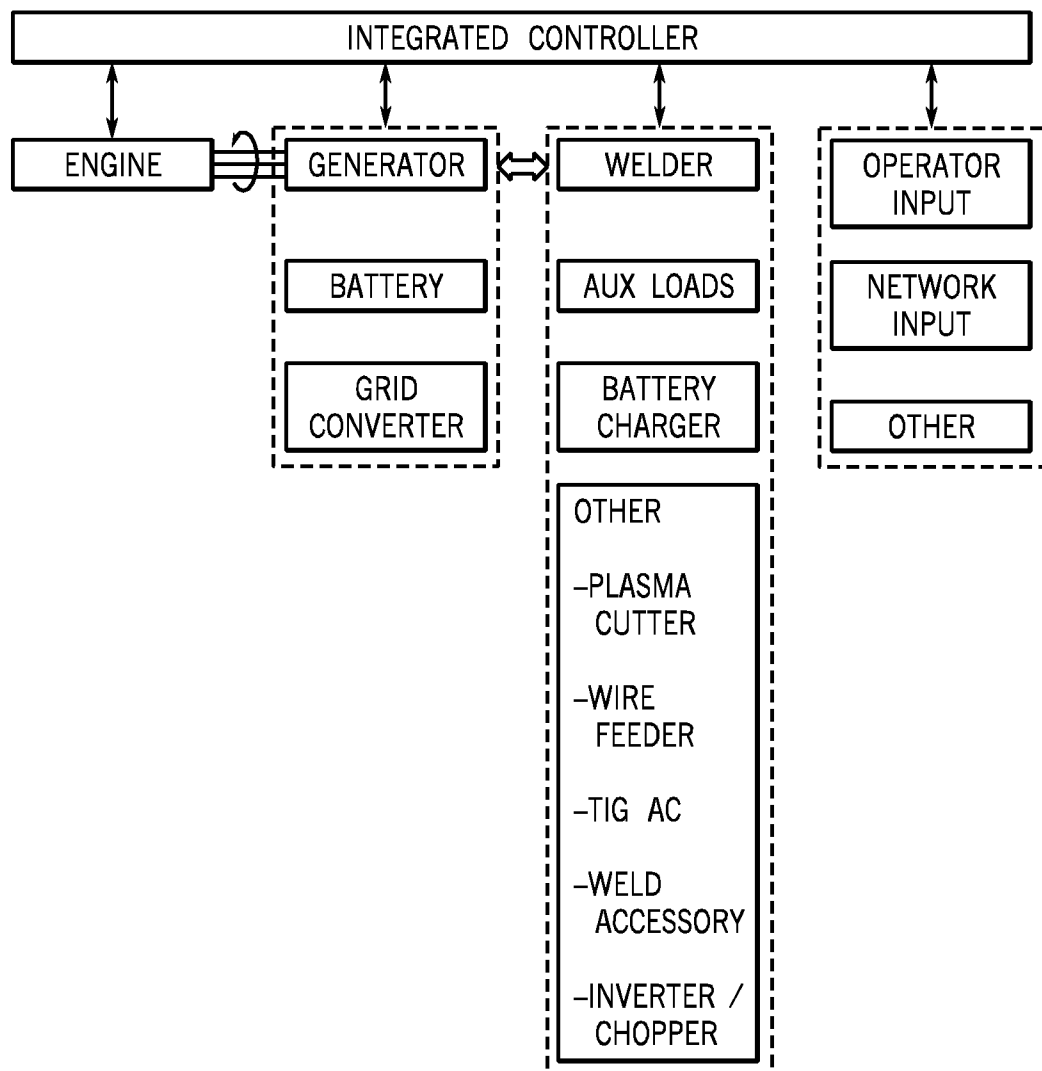 INTEGRATED CONTROLLER
ENGINE
GENERATOR
BATTERY
GRID
CONVERTER
WELDER
AUX LOADS
BATTERY
CHARGER
OTHER
–PLASMA
CUTTER
–WIRE
FEEDER
–TIG AC
–WELD
ACCESSORY
–INVERTER /
CHOPPER
OPERATOR
INPUT
NETWORK
INPUT
OTHER